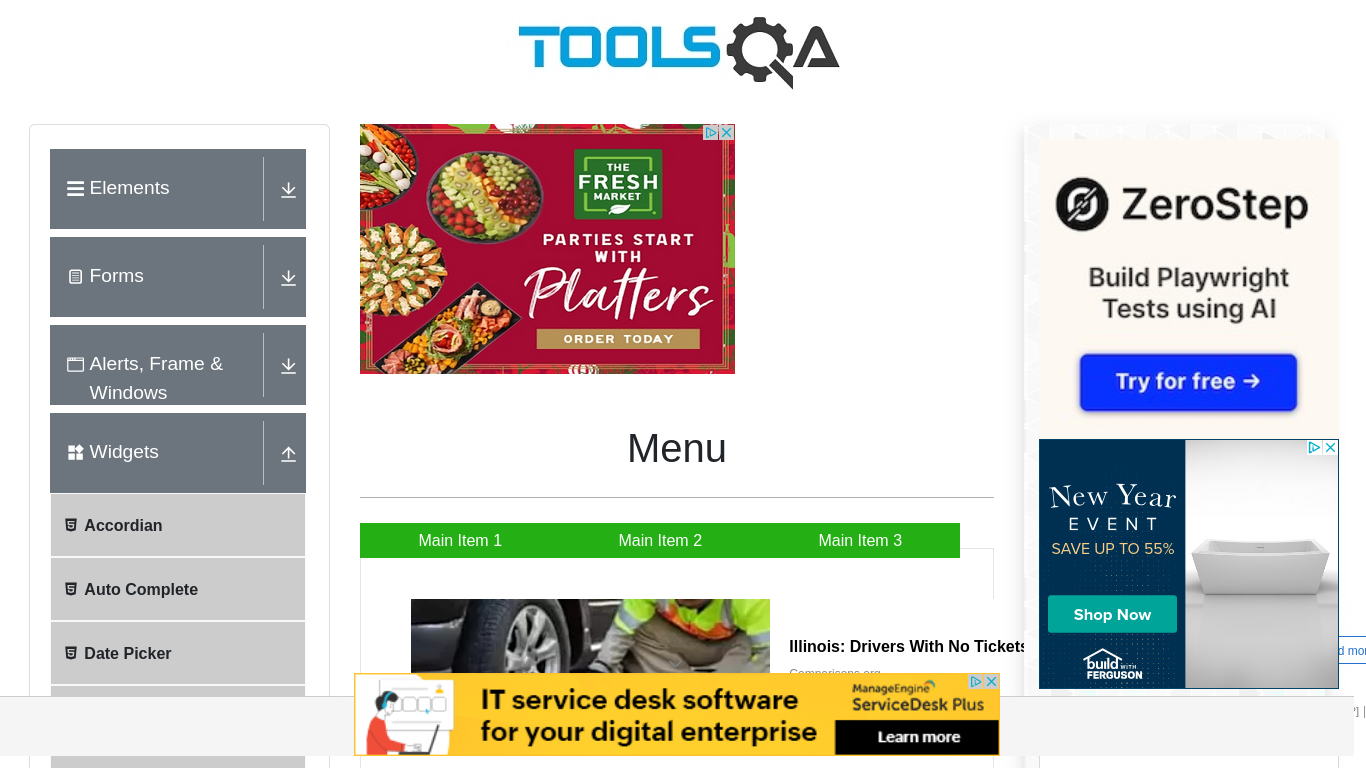 TOOLSQA
Elements
Forms
Alerts, Frame &
Windows
Widgets
Accordian
Auto Complete
Date Picker
THE
FRESH
MARKET
PARTIES START
WITH
Platters
ORDER TODAY
Menu
Main Item 1
Main Item 2
Main Item 3
Illinois: Drivers With No Tickets
Comparisons.org
ZeroStep
Build Playwright
Tests using AI
Try for free →
New Year
EVENT
SAVE UP TO 55%
Shop Now
build WITH
FERGUSON
IT service desk software
for your digital enterprise
ManageEngine
ServiceDesk Plus
Learn more